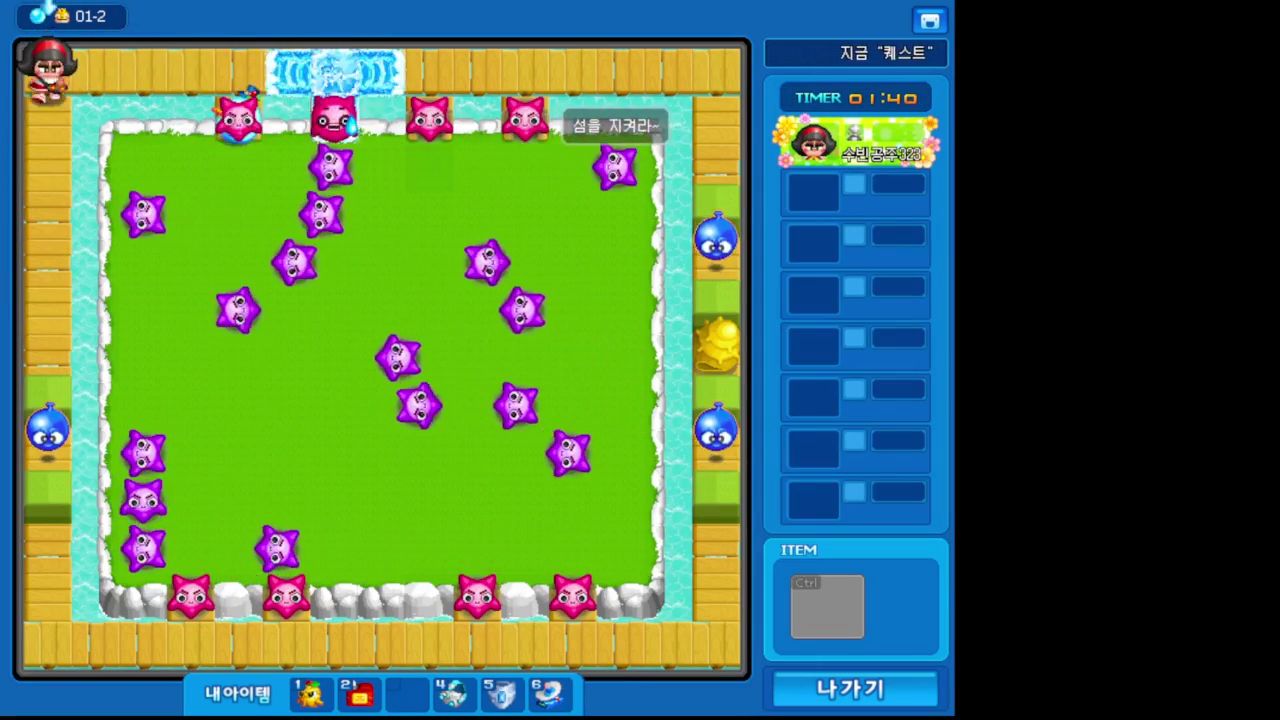 01-2
지금 "퀘스트"
TIMER 01:40
섬을 지켜라~
수빈공주323
ITEM
Ctrl
내아이템
1
2
4
5
6
나가기